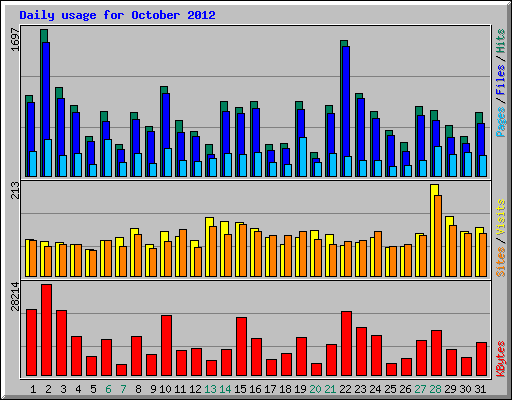 Daily usage for October 2012
1697
Pages / Files / Hits
213
Sites / Visits
28214
KBytes
1 2 3 4 5 6 7 8 9 10 11 12 13 14 15 16 17 18 19 20 21 22 23 24 25 26 27 28 29 30 31